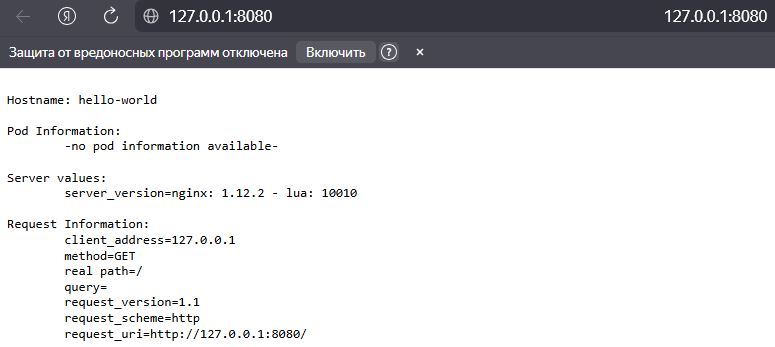 127.0.0.1:8080 127.0.0.1:8080
Защита от вредоносных программ отключена Включить ? ×
Hostname: hello-world
Pod Information:
-no pod information available-
Server values:
server_version=nginx: 1.12.2 - lua: 10010
Request Information:
client_address=127.0.0.1
method=GET
real path=/
query=
request_version=1.1
request_scheme=http
request_uri=http://127.0.0.1:8080/